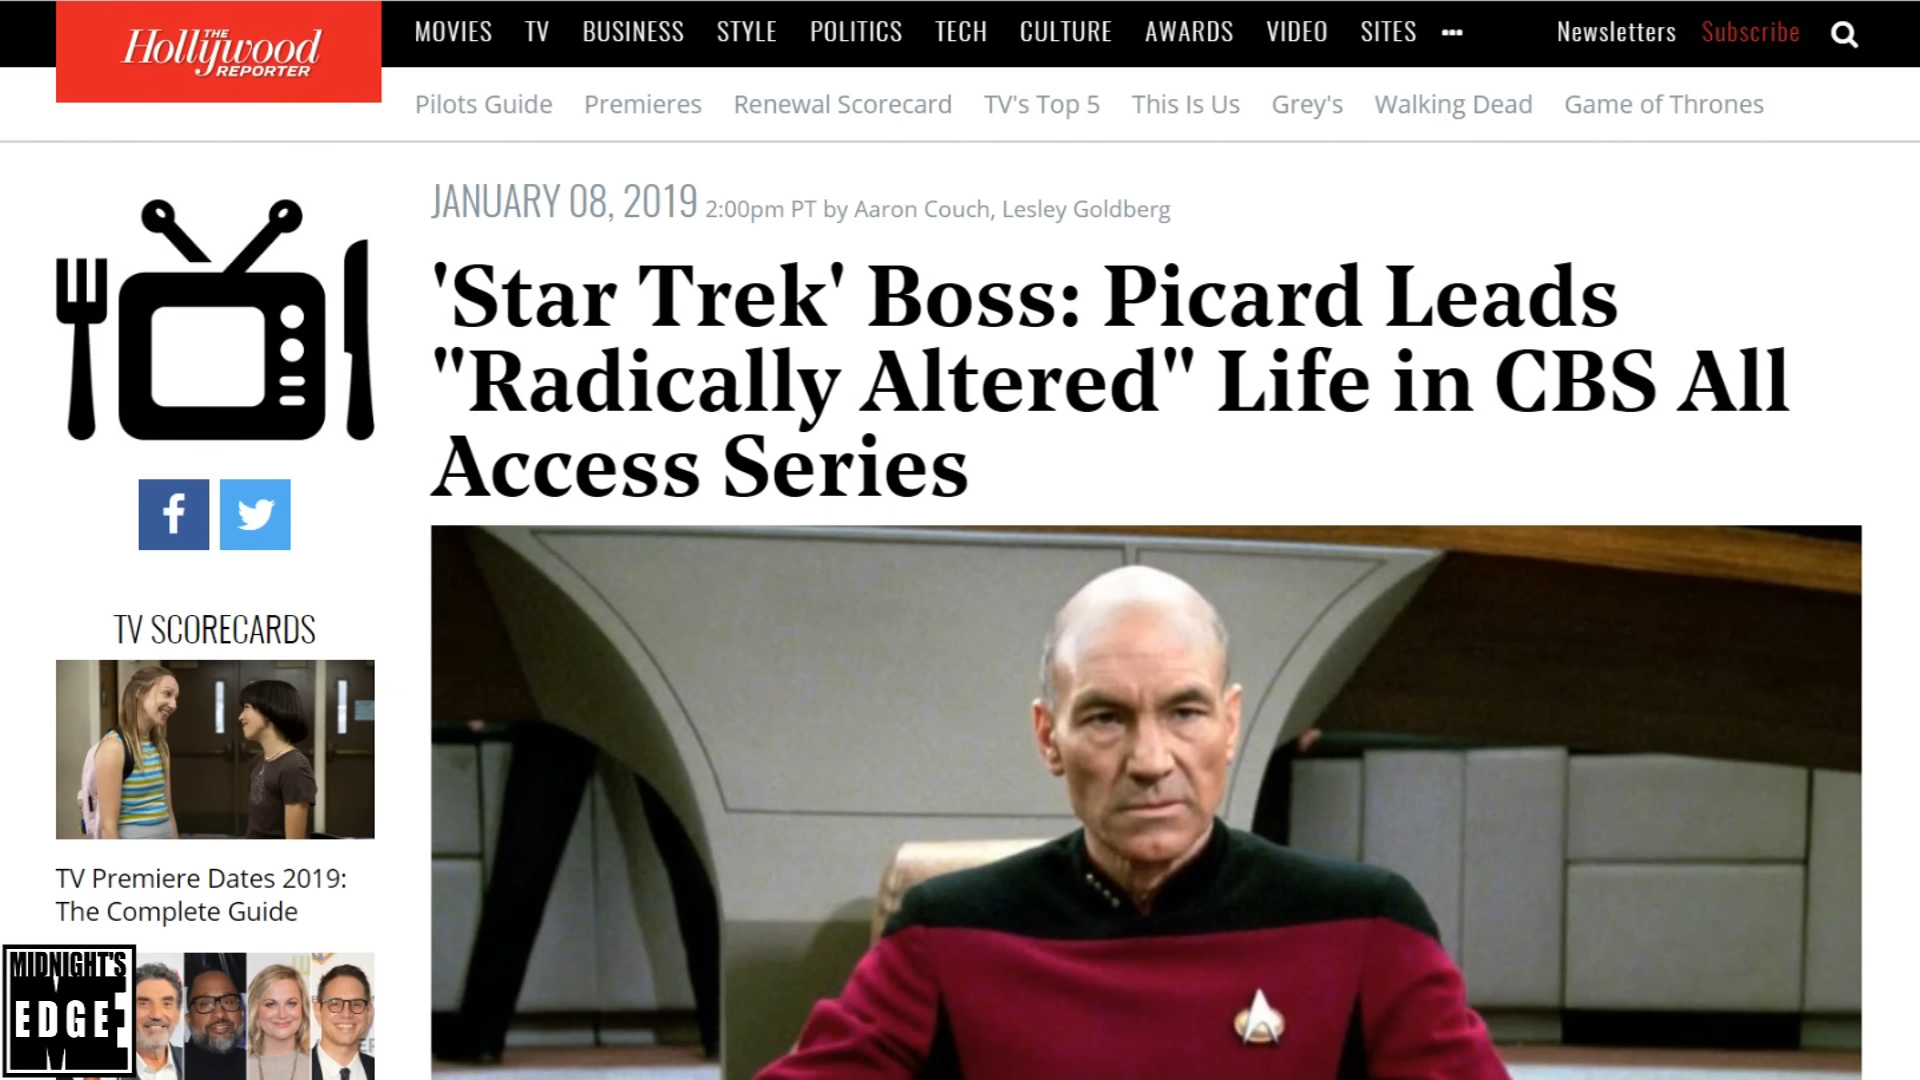 THE
Hollywood
REPORTER
MOVIES TV BUSINESS STYLE POLITICS TECH CULTURE AWARDS VIDEO SITES ••• Newsletters Subscribe
Pilots Guide Premieres Renewal Scorecard TV's Top 5 This Is Us Grey's Walking Dead Game of Thrones
JANUARY 08, 2019 2:00pm PT by Aaron Couch, Lesley Goldberg
'Star Trek' Boss: Picard Leads
"Radically Altered" Life in CBS All
Access Series
f
TV SCORECARDS
TV Premiere Dates 2019:
The Complete Guide
MIDNIGHT'S
EDGE